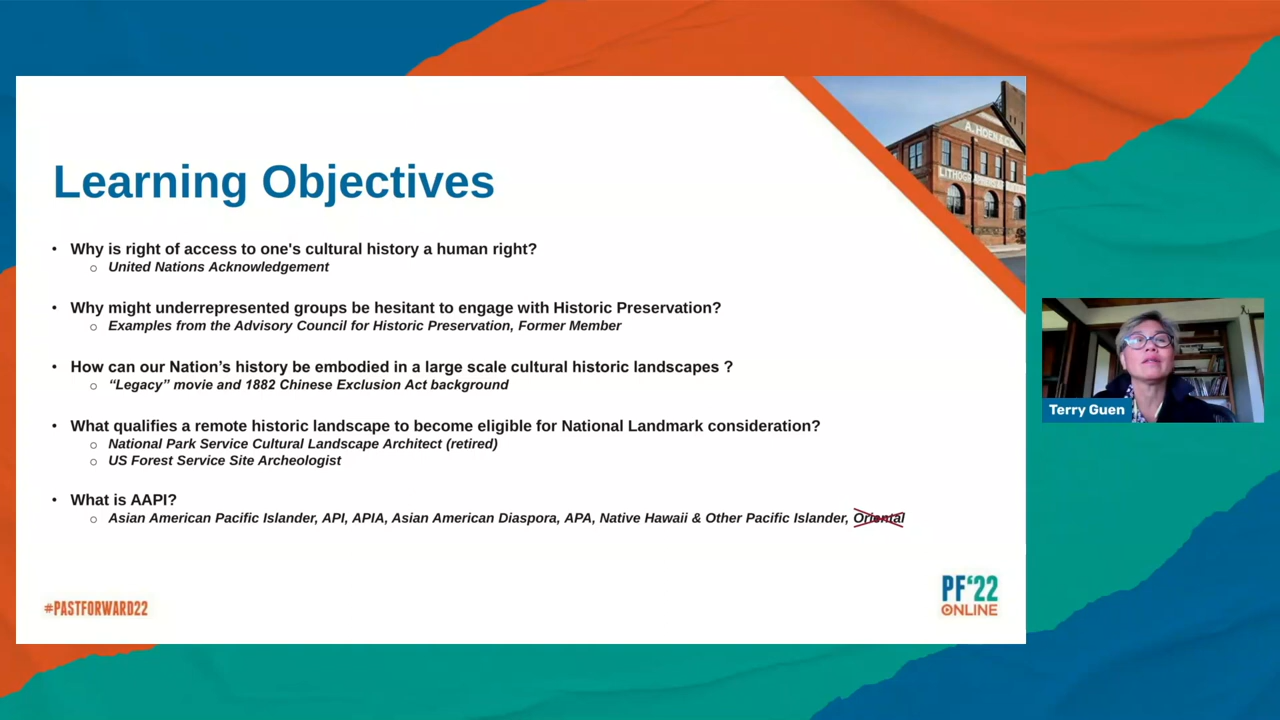 A. HOEN & CO.
LITHOGRAPHERS
Learning Objectives
• Why is right of access to one's cultural history a human right?
o United Nations Acknowledgement
• Why might underrepresented groups be hesitant to engage with Historic Preservation?
o Examples from the Advisory Council for Historic Preservation, Former Member
• How can our Nation’s history be embodied in a large scale cultural historic landscapes ?
o “Legacy” movie and 1882 Chinese Exclusion Act background
• What qualifies a remote historic landscape to become eligible for National Landmark consideration?
o National Park Service Cultural Landscape Architect (retired)
o US Forest Service Site Archeologist
• What is AAPI?
o Asian American Pacific Islander, API, APIA, Asian American Diaspora, APA, Native Hawaii & Other Pacific Islander, Oriental
Terry Guen
#PASTFORWARD22
PF‘22
ONLINE